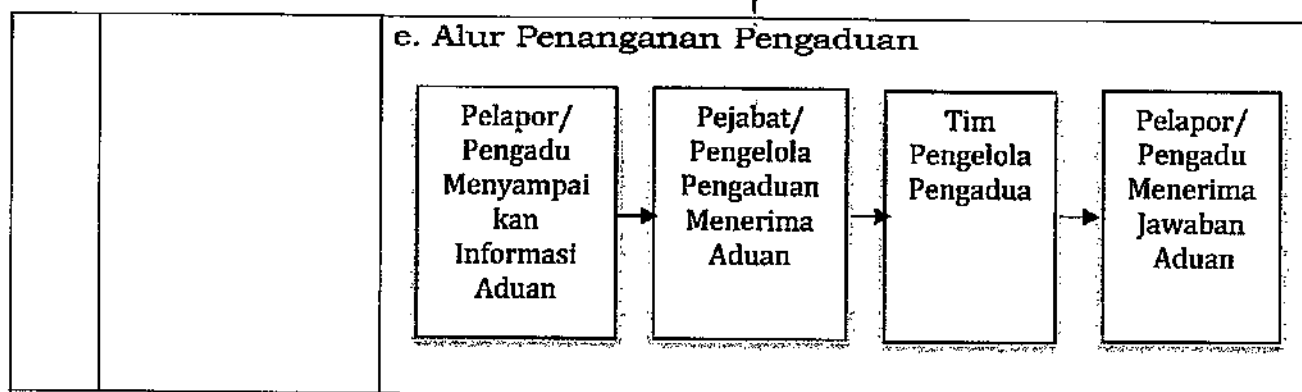 e. Alur Penanganan Pengaduan
Pelapor/
Pengadu
Menyampai
kan
Informasi
Aduan
Pejabat/
Pengelola
Pengaduan
Menerima
Aduan
Tim
Pengelola
Pengadua
Pelapor/
Pengadu
Menerima
Jawaban
Aduan